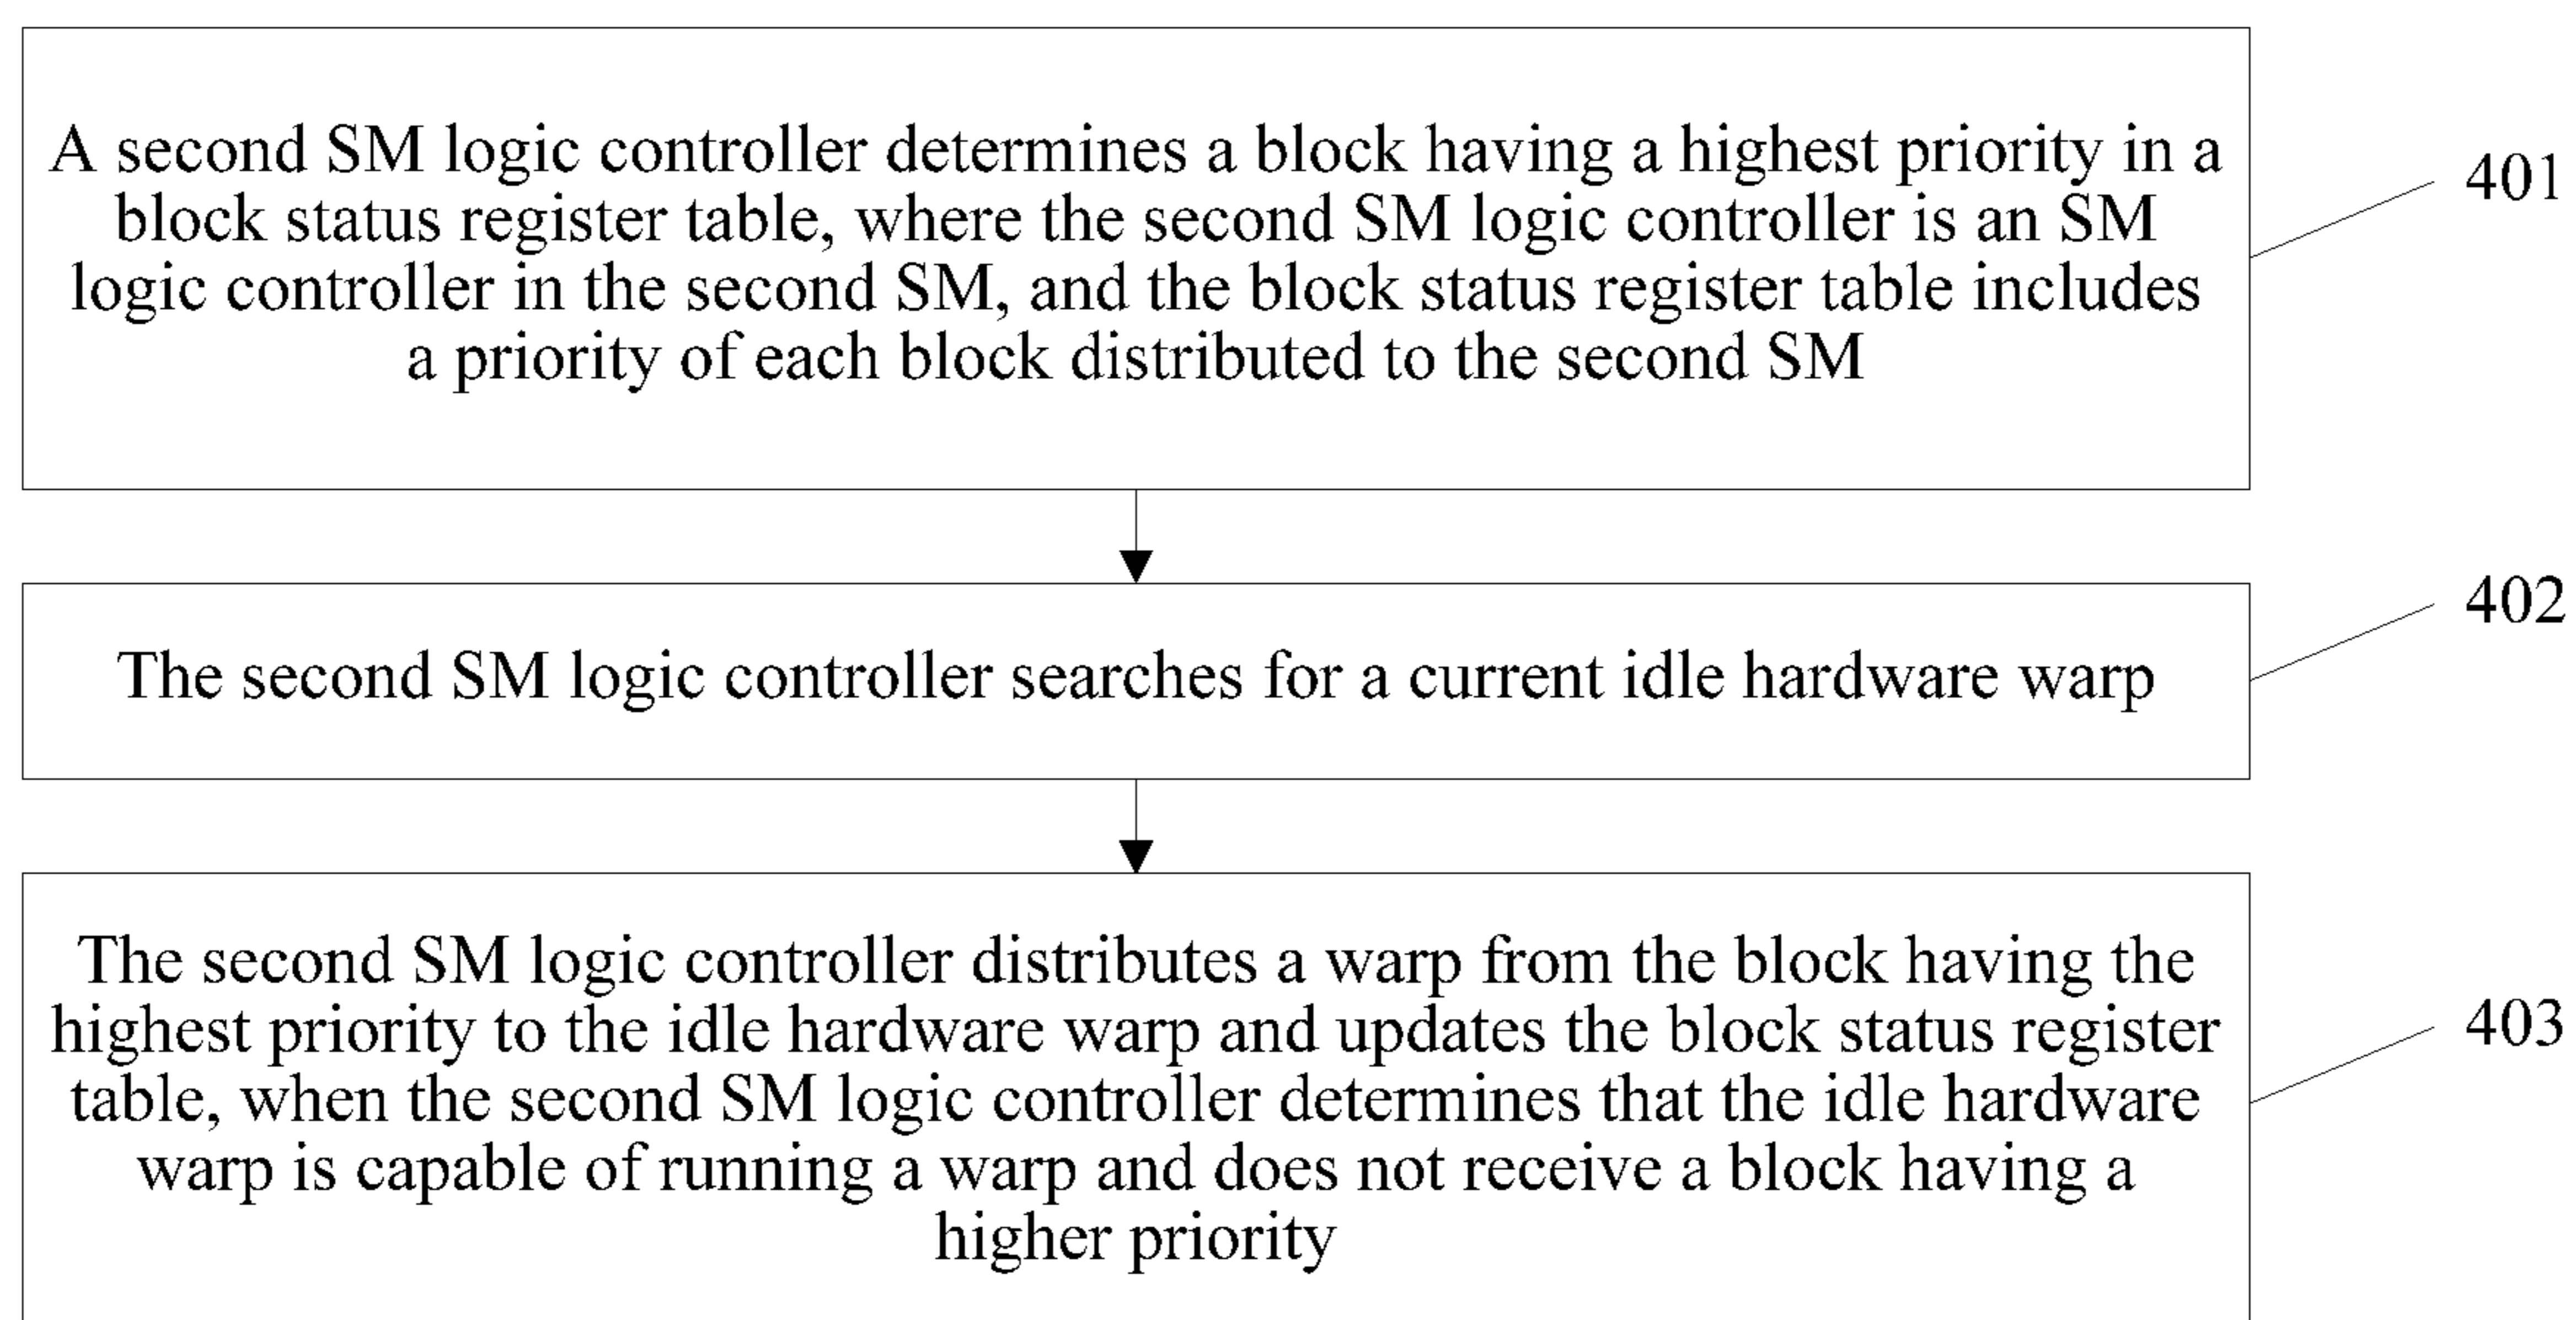 A second SM logic controller determines a block having a highest priority in a
block status register table, where the second SM logic controller is an SM
logic controller in the second SM, and the block status register table includes
a priority of each block distributed to the second SM
401
The second SM logic controller searches for a current idle hardware warp
402
The second SM logic controller distributes a warp from the block having the
highest priority to the idle hardware warp and updates the block status register
table, when the second SM logic controller determines that the idle hardware
warp is capable of running a warp and does not receive a block having a
higher priority
403